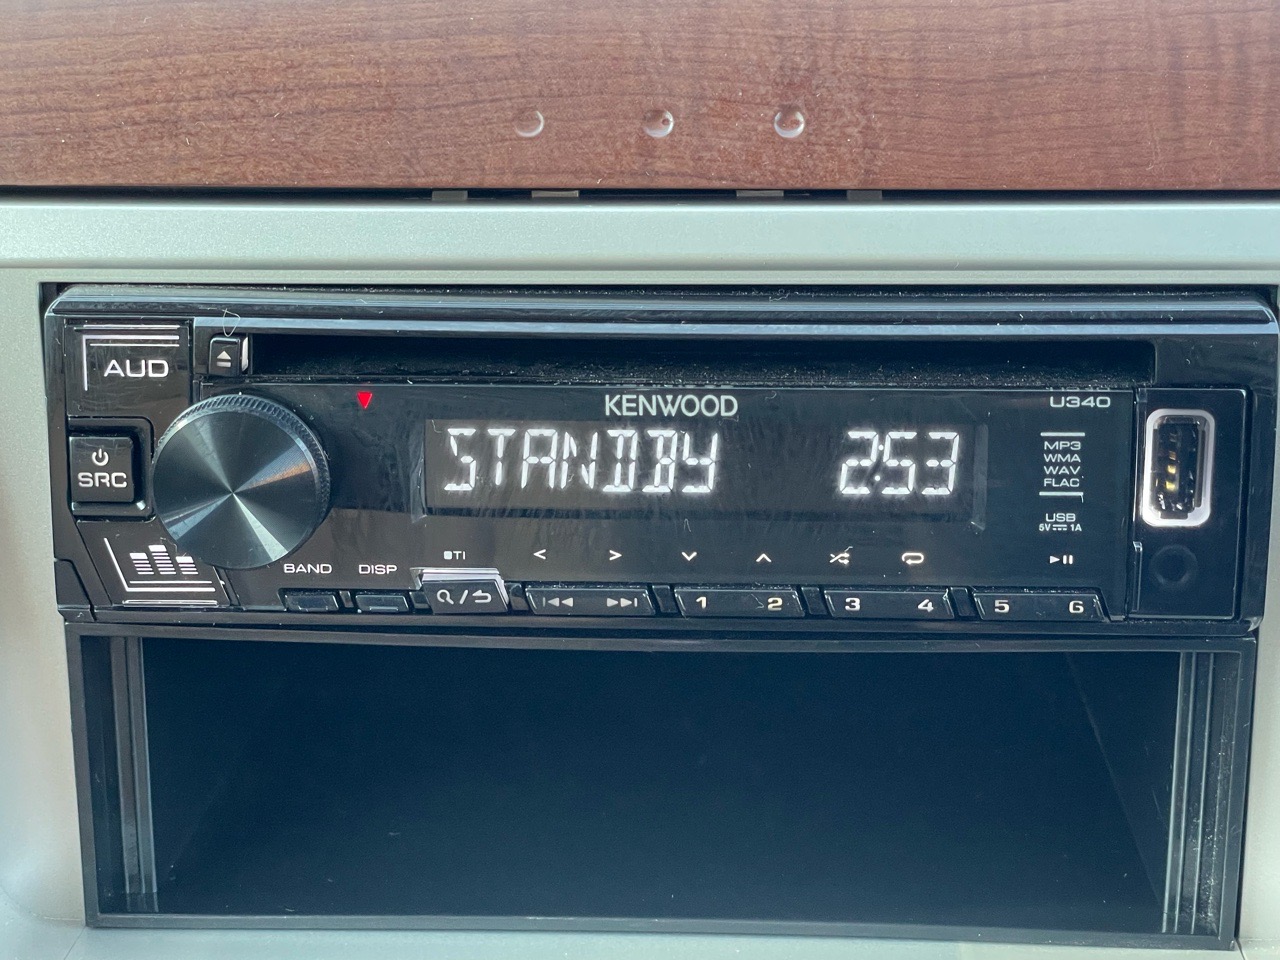 AUD
KENWOOD
U340
STANDBY 2:53
MP3
WMA
WAV
FLAC
SRC
USB
5V 1A
BAND DISP
1 2 3 4 5 6